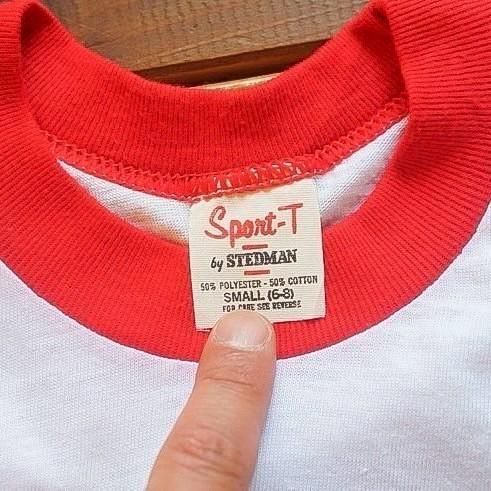 Sport-T
by STEDMAN
50% POLYESTER - 50% COTTON
SMALL (6-8)
FOR CARE SEE REVERSE